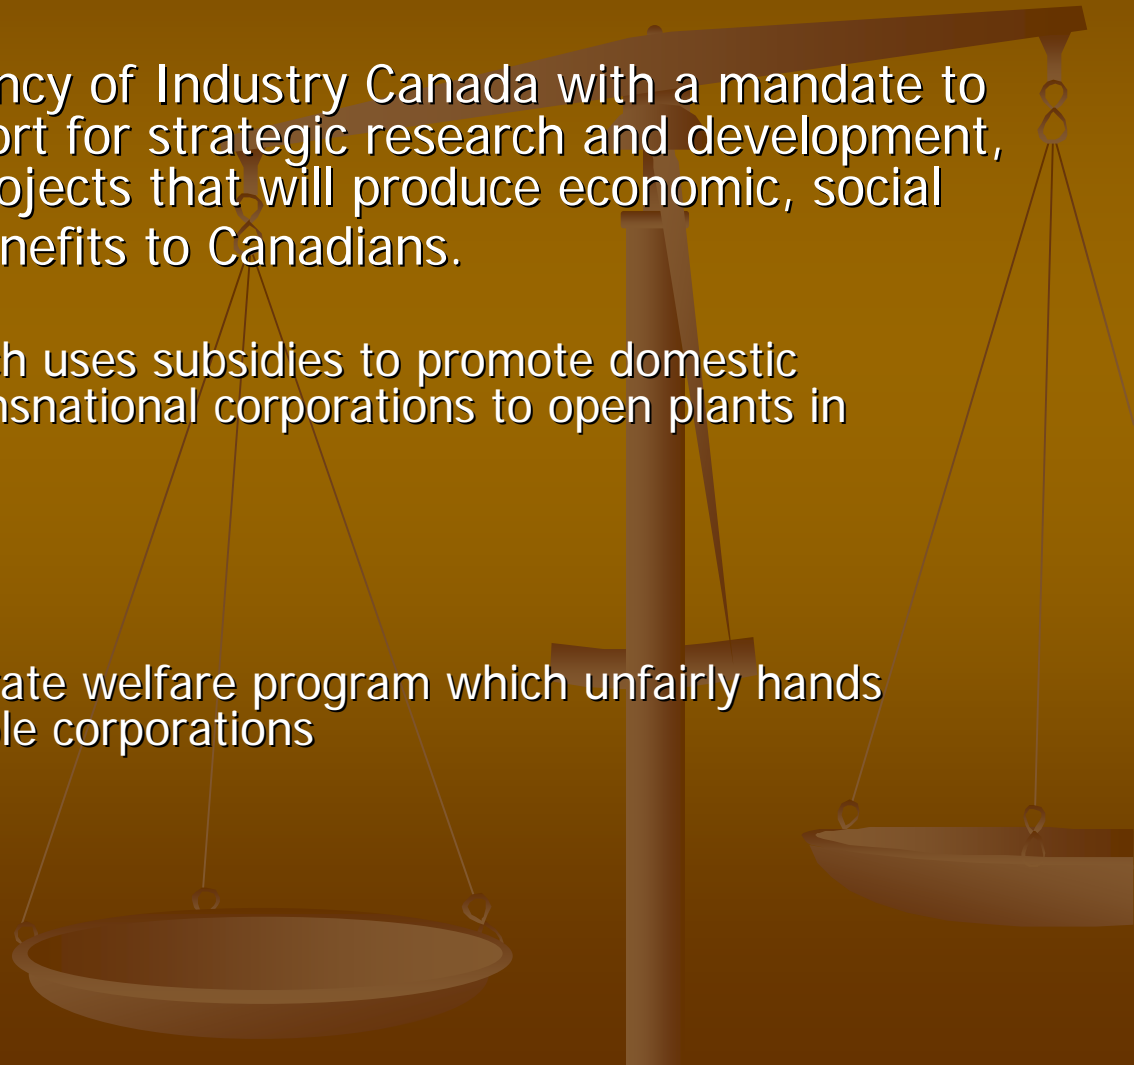 ncy of Industry Canada with a mandate to
ort for strategic research and development,
ojects that will produce economic, social
nefits to Canadians.
ch uses subsidies to promote domestic
nsnational corporations to open plants in
ate welfare program which unfairly hands
le corporations